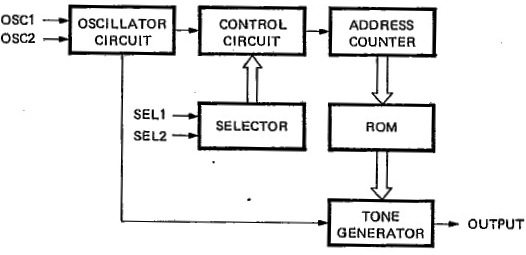 OSC1
OSC2
OSCILLATOR
CIRCUIT
CONTROL
CIRCUIT
ADDRESS
COUNTER
SEL1
SEL2
SELECTOR
ROM
TONE
GENERATOR
OUTPUT